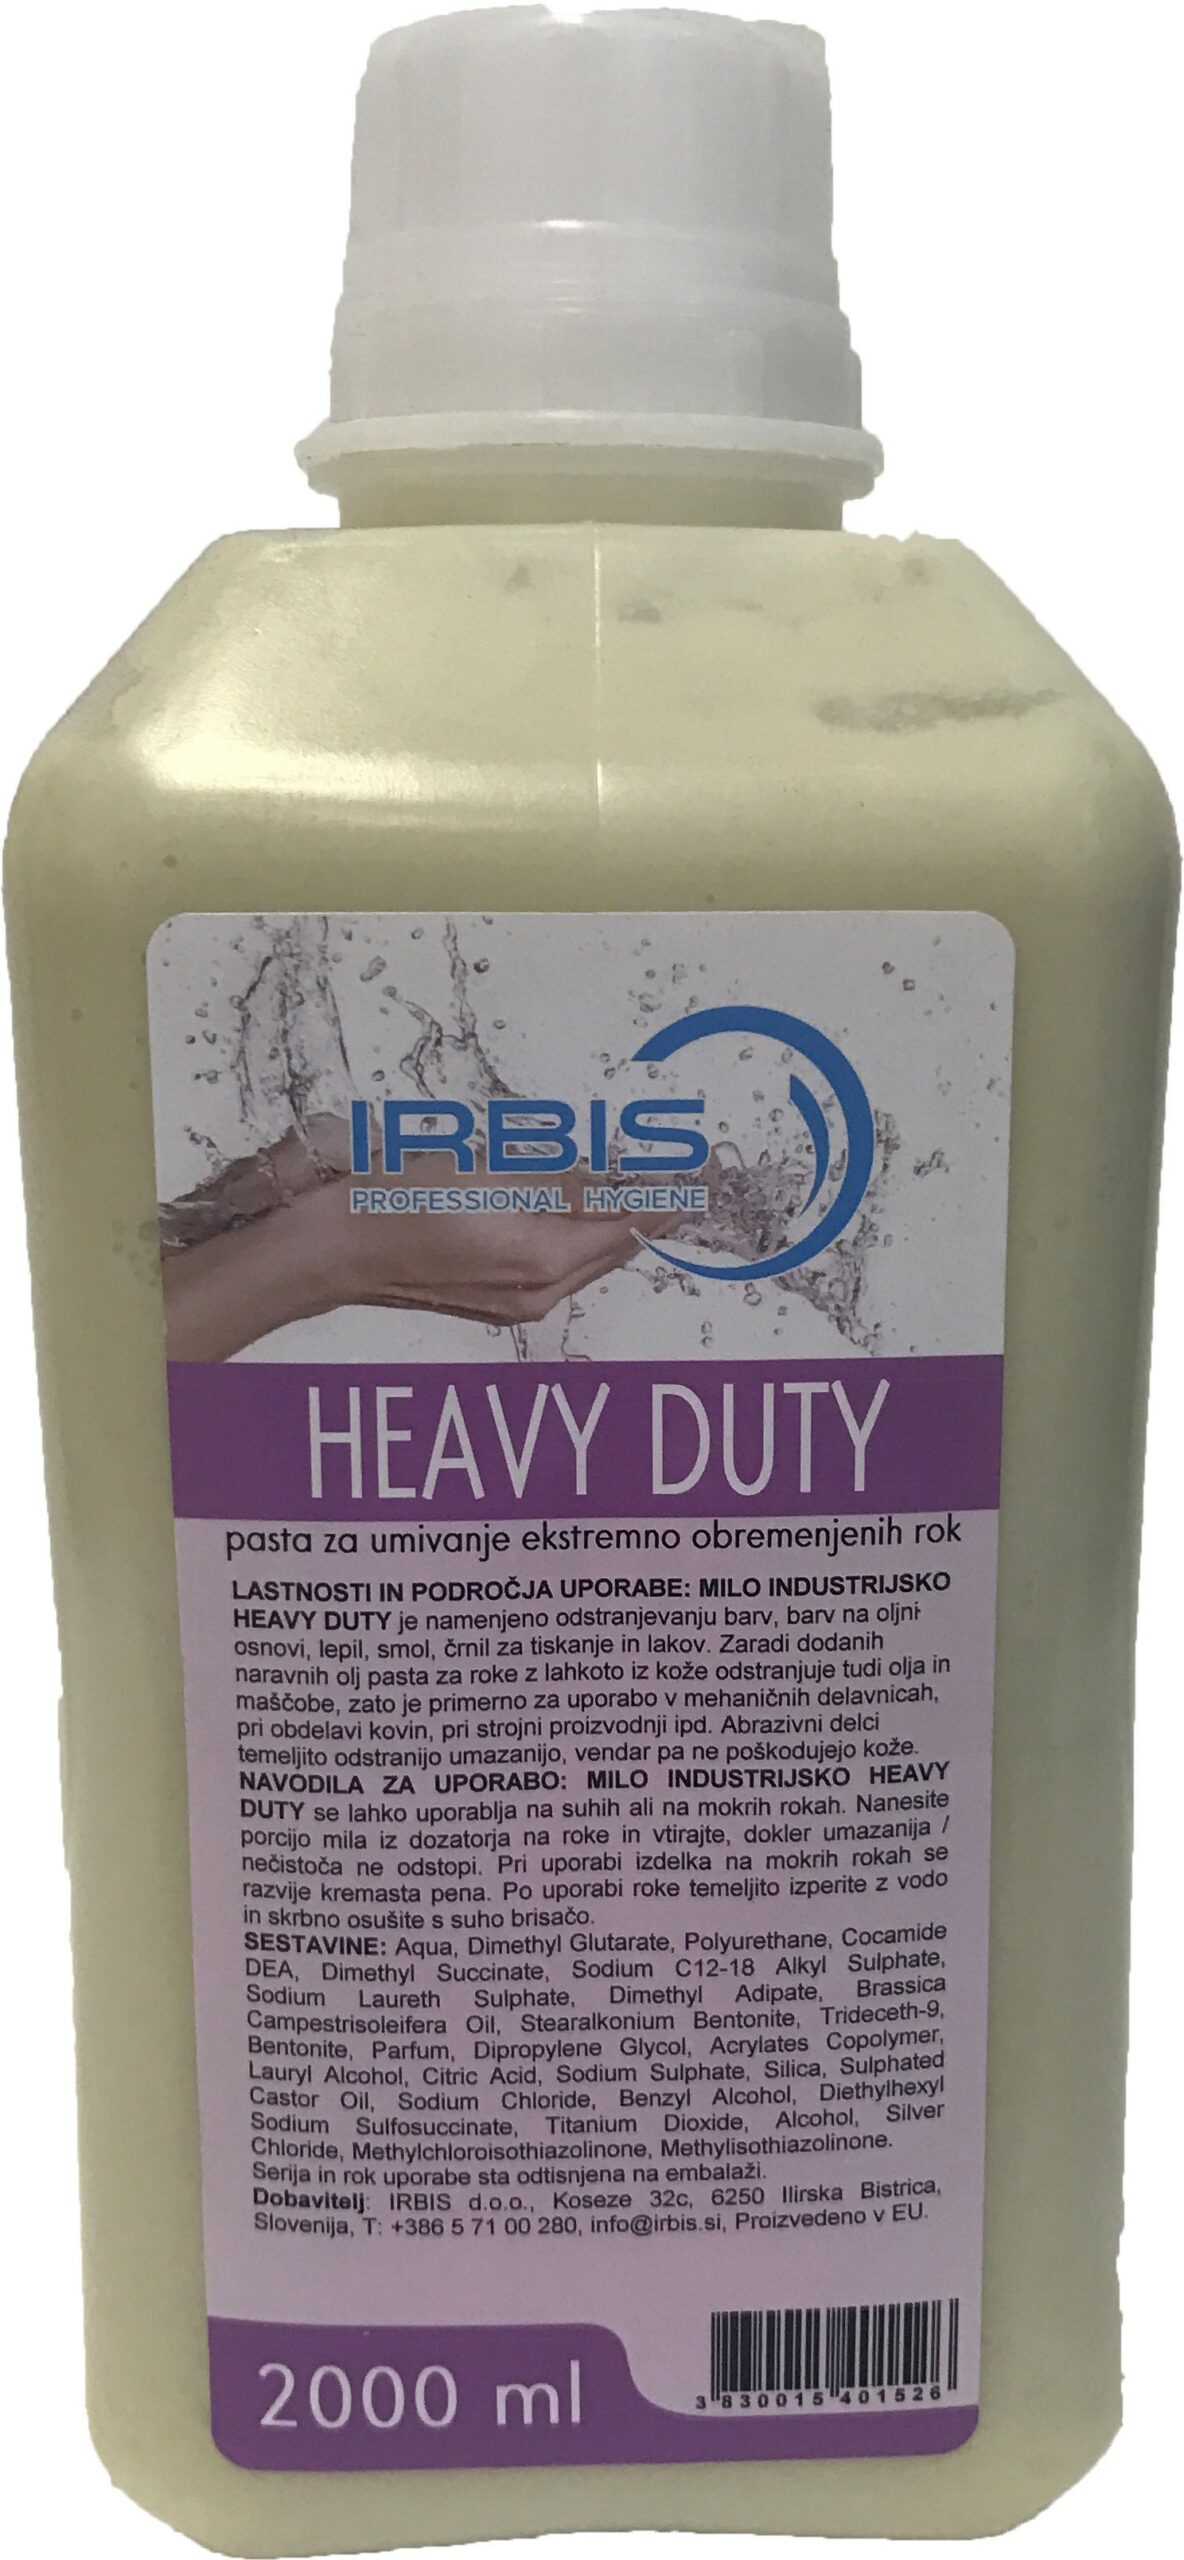 IRBIS
PROFESSIONAL HYGIENE
HEAVY DUTY
pasta za umivanje ekstremno obremenjenih rok
LASTNOSTI IN PODROČJA UPORABE: MILO INDUSTRIJSKO
HEAVY DUTY je namenjeno odstranjevanju barv, barv na oljni
osnovi, lepil, smol, črnil za tiskanje in lakov. Zaradi dodanih
naravnih olj pasta za roke z lahkoto iz kože odstranjuje tudi olja in
maščobe, zato je primerno za uporabo v mehaničnih delavnicah,
pri obdelavi kovin, pri strojni proizvodnji ipd. Abrazivni delci
temeljito odstranijo umazanijo, vendar pa ne poškodujejo kože.
NAVODILA ZA UPORABO: MILO INDUSTRIJSKO HEAVY
DUTY se lahko uporablja na suhih ali na mokrih rokah. Nanesite
porcijo mila iz dozatorja na roke in vtirajte, dokler umazanija /
nečistoča ne odstopi. Pri uporabi izdelka na mokrih rokah se
razvije kremasta pena. Po uporabi roke temeljito izperite z vodo
in skrbno osušite s suho brisačo.
SESTAVINE: Aqua, Dimethyl Glutarate, Polyurethane, Cocamide
DEA, Dimethyl Succinate, Sodium C12-18 Alkyl Sulphate,
Sodium Laureth Sulphate, Dimethyl Adipate, Brassica
Campestrisoleifera Oil, Stearalkonium Bentonite, Trideceth-9,
Bentonite, Parfum, Dipropylene Glycol, Acrylates Copolymer,
Lauryl Alcohol, Citric Acid, Sodium Sulphate, Silica, Sulphated
Castor Oil, Sodium Chloride, Benzyl Alcohol, Diethylhexyl
Sodium Sulfosuccinate, Titanium Dioxide, Alcohol, Silver
Chloride, Methylchloroisothiazolinone, Methylisothiazolinone.
Serija in rok uporabe sta odtisnjena na embalaži.
Dobavitelj: IRBIS d.o.o., Koseze 32c, 6250 Ilirska Bistrica,
Slovenija, T: +386 5 71 00 280, info@irbis.si, Proizvedeno v EU.
2000 ml
3 830015 401526